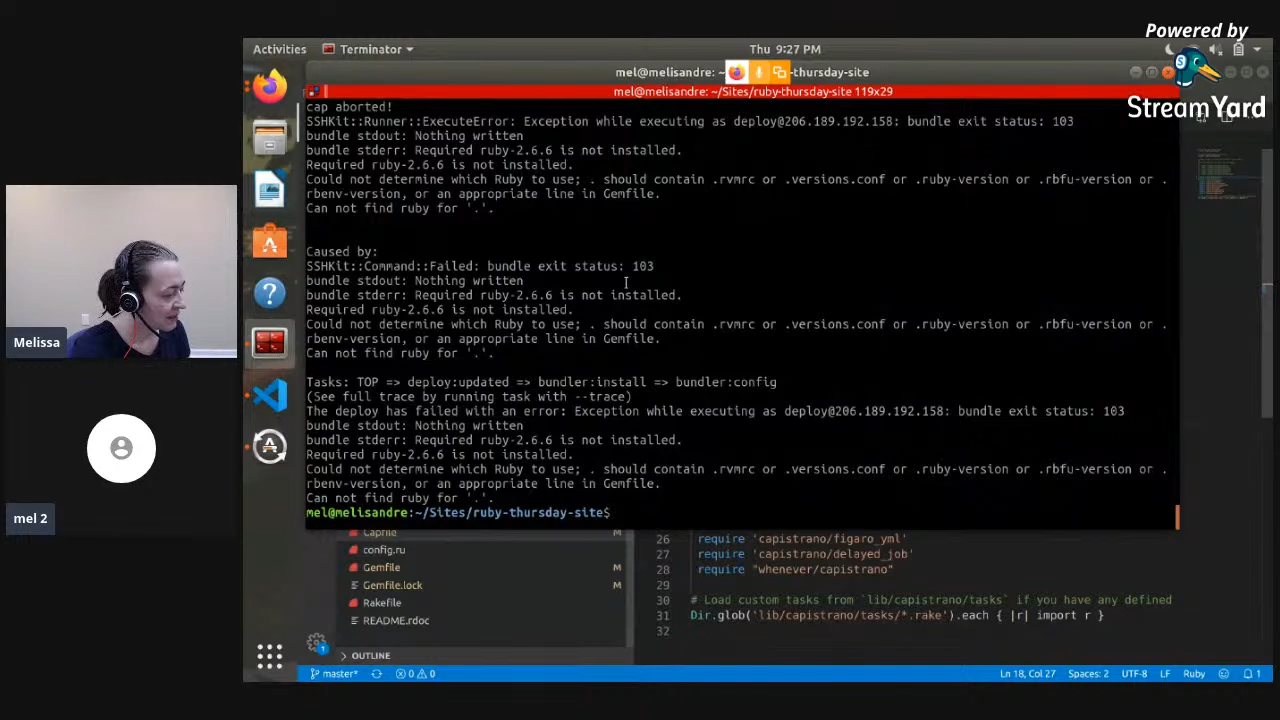 Powered by
StreamYard
Activities
Terminator
Thu 9:27 PM
mel@melisandre: ~
-thursday-site
mel@melisandre: ~/Sites/ruby-thursday-site 119x29
cap aborted!
SSHKit::Runner::ExecuteError: Exception while executing as deploy@206.189.192.158: bundle exit status: 103
bundle stdout: Nothing written
bundle stderr: Required ruby-2.6.6 is not installed.
Required ruby-2.6.6 is not installed.
Could not determine which Ruby to use; . should contain .rvmrc or .versions.conf or .ruby-version or .rbfu-version or .
rbenv-version, or an appropriate line in Gemfile.
Can not find ruby for '.'.
Caused by:
SSHKit::Command::Failed: bundle exit status: 103
bundle stdout: Nothing written
bundle stderr: Required ruby-2.6.6 is not installed.
Required ruby-2.6.6 is not installed.
Could not determine which Ruby to use; . should contain .rvmrc or .versions.conf or .ruby-version or .rbfu-version or .
rbenv-version, or an appropriate line in Gemfile.
Can not find ruby for '.'.
Tasks: TOP => deploy:updated => bundler:install => bundler:config
(See full trace by running task with --trace)
The deploy has failed with an error: Exception while executing as deploy@206.189.192.158: bundle exit status: 103
bundle stdout: Nothing written
bundle stderr: Required ruby-2.6.6 is not installed.
Required ruby-2.6.6 is not installed.
Could not determine which Ruby to use; . should contain .rvmrc or .versions.conf or .ruby-version or .rbfu-version or .
rbenv-version, or an appropriate line in Gemfile.
Can not find ruby for '.'.
mel@melisandre:~/Sites/ruby-thursday-site$
Melissa
mel 2
Capfile
config.ru
Gemfile M
Gemfile.lock M
Rakefile
README.rdoc
OUTLINE
26 require 'capistrano/figaro_yml'
27 require 'capistrano/delayed_job'
28 require "whenever/capistrano"
29
30 # Load custom tasks from `lib/capistrano/tasks` if you have any defined
31 Dir.glob('lib/capistrano/tasks/*.rake').each { |r| import r }
32
master* 0 0 Ln 18, Col 27 Spaces: 2 UTF-8 LF Ruby 1